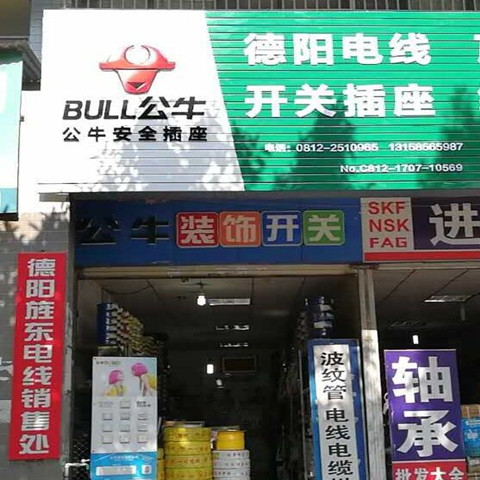 德阳电线
BULL公牛
公牛安全插座
开关插座
电话：0812-2510965 13158565987
No.C812-1707-10569
公牛装饰开关
SKF
NSK
FAG
进
德阳旌东电线销售处
波纹管 电线电缆
轴承
批发大全